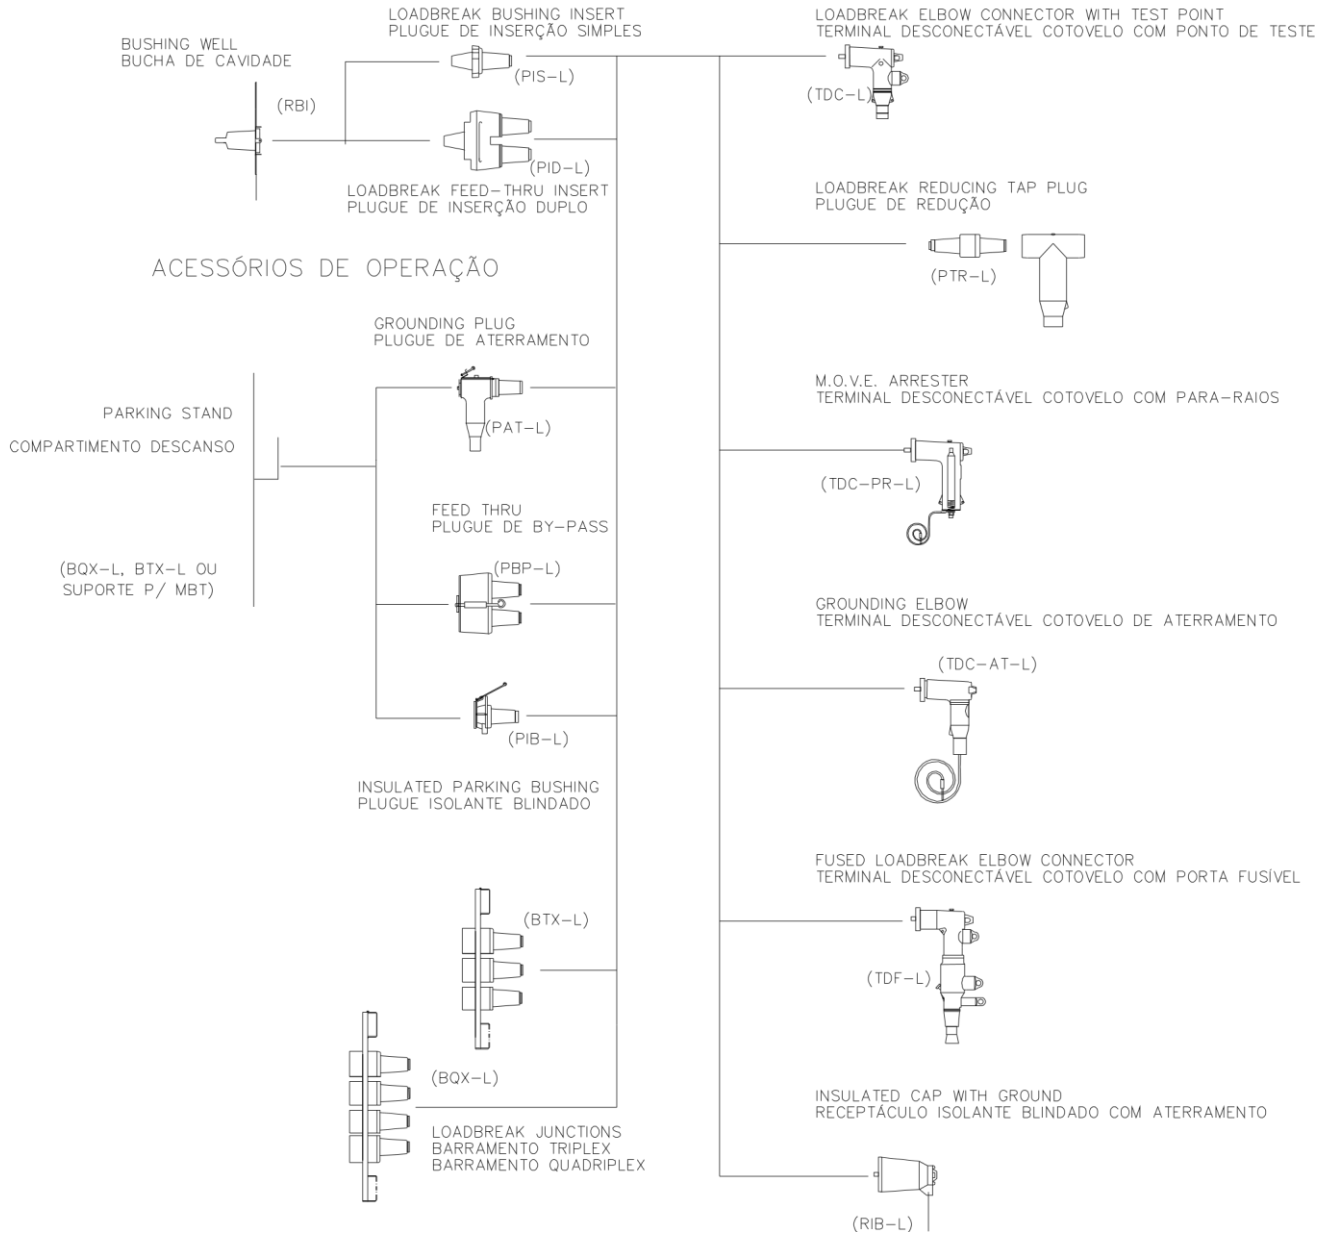 BUSHING WELL
BUCHA DE CAVIDADE
(RBI)
LOADBREAK BUSHING INSERT
PLUGUE DE INSERÇÃO SIMPLES
(PIS-L)
(PID-L)
LOADBREAK FEED-THRU INSERT
PLUGUE DE INSERÇÃO DUPLO
ACESSÓRIOS DE OPERAÇÃO
GROUNDING PLUG
PLUGUE DE ATERRAMENTO
(PAT-L)
PARKING STAND
COMPARTIMENTO DESCANSO
(BQX-L, BTX-L OU
SUPORTE P/ MBT)
FEED THRU
PLUGUE DE BY-PASS
(PBP-L)
(PIB-L)
INSULATED PARKING BUSHING
PLUGUE ISOLANTE BLINDADO
(BTX-L)
(BQX-L)
LOADBREAK JUNCTIONS
BARRAMENTO TRIPLEX
BARRAMENTO QUADRIPLEX
LOADBREAK ELBOW CONNECTOR WITH TEST POINT
TERMINAL DESCONECTÁVEL COTOVELO COM PONTO DE TESTE
(TDC-L)
LOADBREAK REDUCING TAP PLUG
PLUGUE DE REDUÇÃO
(PTR-L)
M.O.V.E. ARRESTER
TERMINAL DESCONECTÁVEL COTOVELO COM PARA-RAIOS
(TDC-PR-L)
GROUNDING ELBOW
TERMINAL DESCONECTÁVEL COTOVELO DE ATERRAMENTO
(TDC-AT-L)
FUSED LOADBREAK ELBOW CONNECTOR
TERMINAL DESCONECTÁVEL COTOVELO COM PORTA FUSÍVEL
(TDF-L)
INSULATED CAP WITH GROUND
RECEPTÁCULO ISOLANTE BLINDADO COM ATERRAMENTO
(RIB-L)